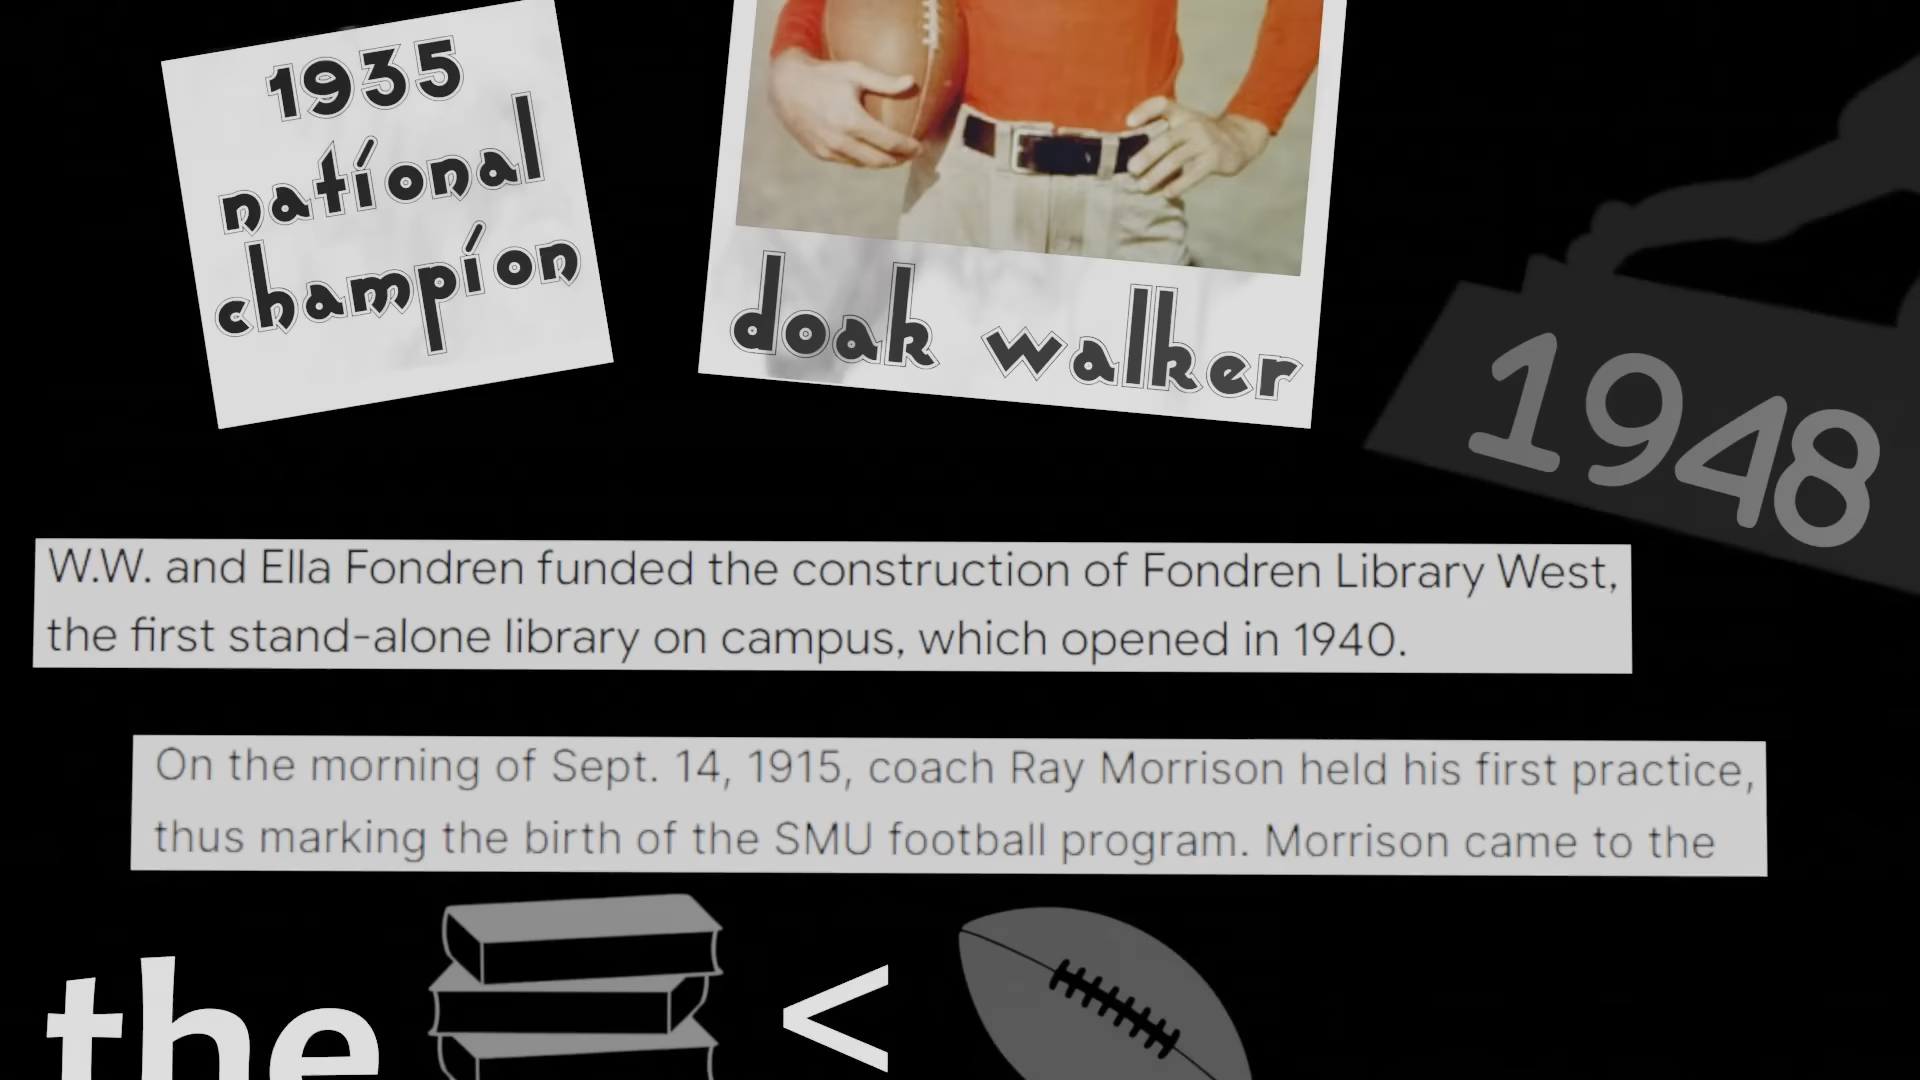 1935
national
champion
doak walker
1948
W.W. and Ella Fondren funded the construction of Fondren Library West,
the first stand-alone library on campus, which opened in 1940.
On the morning of Sept. 14, 1915, coach Ray Morrison held his first practice,
thus marking the birth of the SMU football program. Morrison came to the
the <